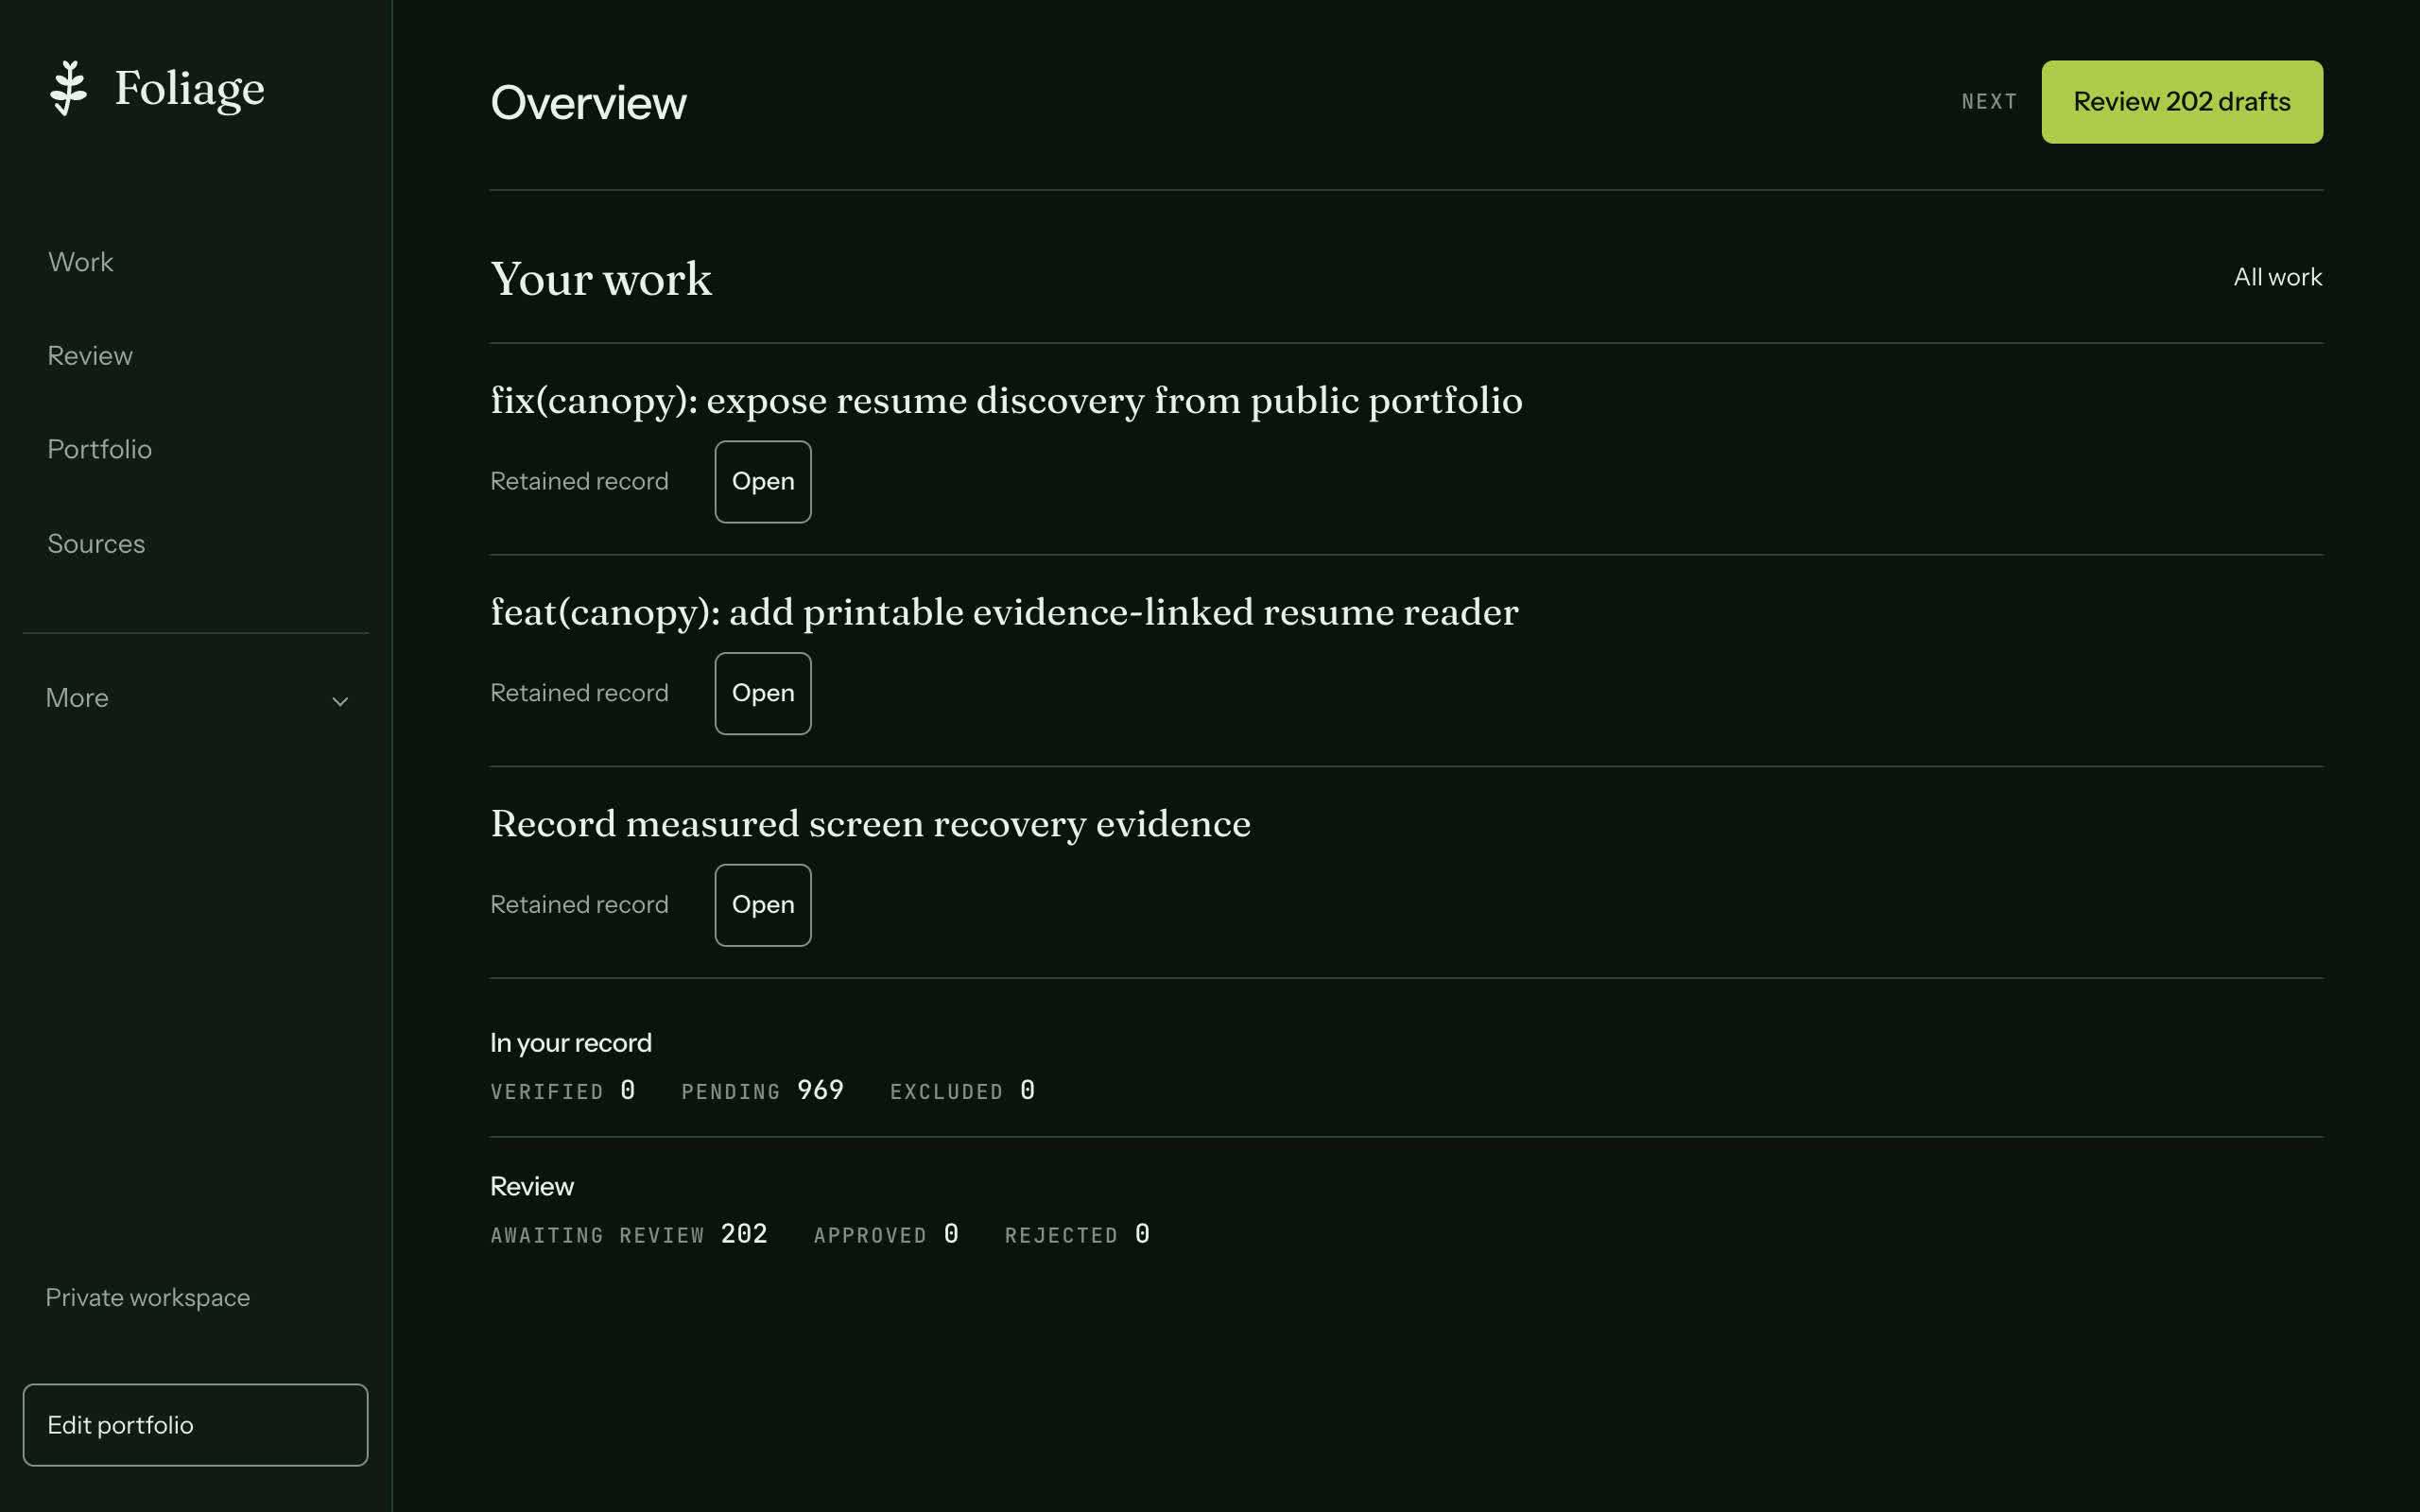 Foliage
Work
Review
Portfolio
Sources
More
Private workspace
Edit portfolio
Overview
NEXT Review 202 drafts
Your work All work
fix(canopy): expose resume discovery from public portfolio
Retained record Open
feat(canopy): add printable evidence-linked resume reader
Retained record Open
Record measured screen recovery evidence
Retained record Open
In your record
VERIFIED 0 PENDING 969 EXCLUDED 0
Review
AWAITING REVIEW 202 APPROVED 0 REJECTED 0